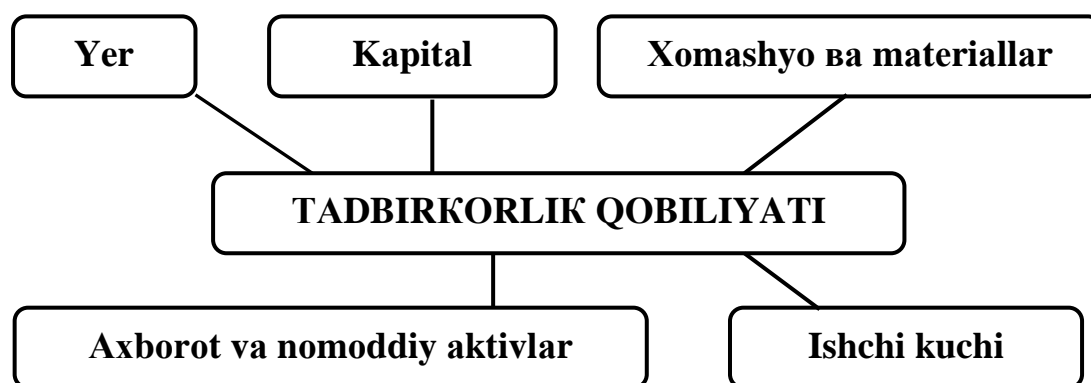 Yer
Kapital
Xomashyo ва materiallar
TADBIRKORLIK QOBILIYATI
Axborot va nomoddiy aktivlar
Ishchi kuchi